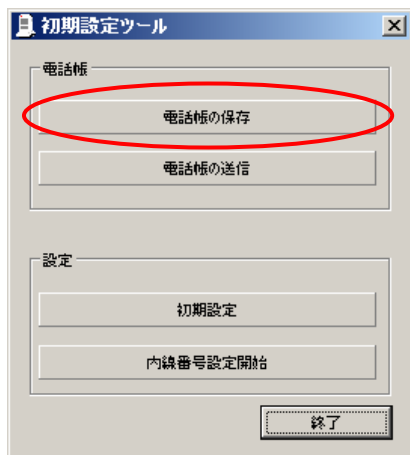 初期設定ツール
電話帳
電話帳の保存
電話帳の送信
設定
初期設定
内線番号設定開始
終了